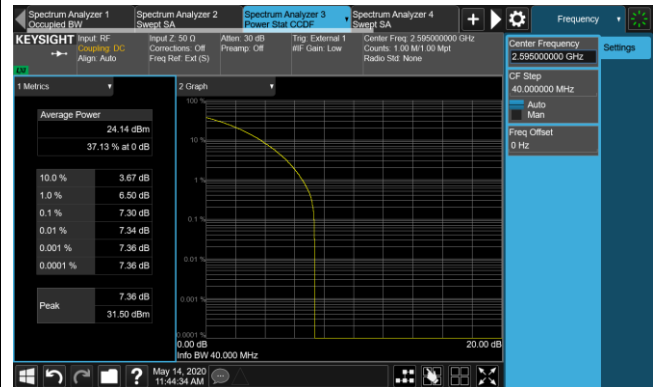 Spectrum Analyzer 1
Occupied BW
Spectrum Analyzer 2
Swept SA
Spectrum Analyzer 3
Power Stat CCDF
Spectrum Analyzer 4
Swept SA
Frequency
KEYSIGHT
Input: RF
Coupling: DC
Align: Auto
Input Z: 50 Ω
Corrections: Off
Freq Ref: Ext (S)
Atten: 30 dB
Preamp: Off
Trig: External 1
#IF Gain: Low
Center Freq: 2.595000000 GHz
Counts: 1.00 M/1.00 Mpt
Radio Std: None
1 Metrics
Average Power
24.14 dBm
37.13 % at 0 dB
10.0 % 3.67 dB
1.0 % 6.50 dB
0.1 % 7.30 dB
0.01 % 7.34 dB
0.001 % 7.36 dB
0.0001 % 7.36 dB
Peak
7.36 dB
31.50 dBm
2 Graph
100 %
10 %
1 %
0.1 %
0.01 %
0.001 %
0.0001 %
0.00 dB
20.00 dB
Info BW 40.000 MHz
Center Frequency
2.595000000 GHz
Settings
CF Step
40.000000 MHz
Auto
Man
Freq Offset
0 Hz
May 14, 2020
11:44:34 AM